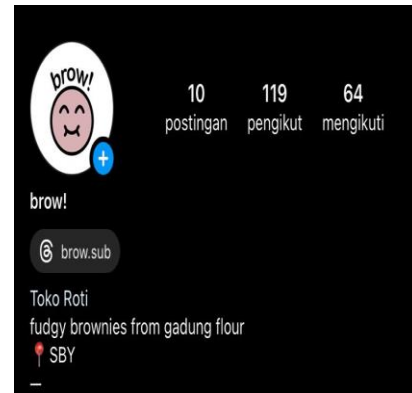 brow!
10 119 64
postingan pengikut mengikuti
brow!
brow.sub
Toko Roti
fudgy brownies from gadung flour
📍 SBY
—